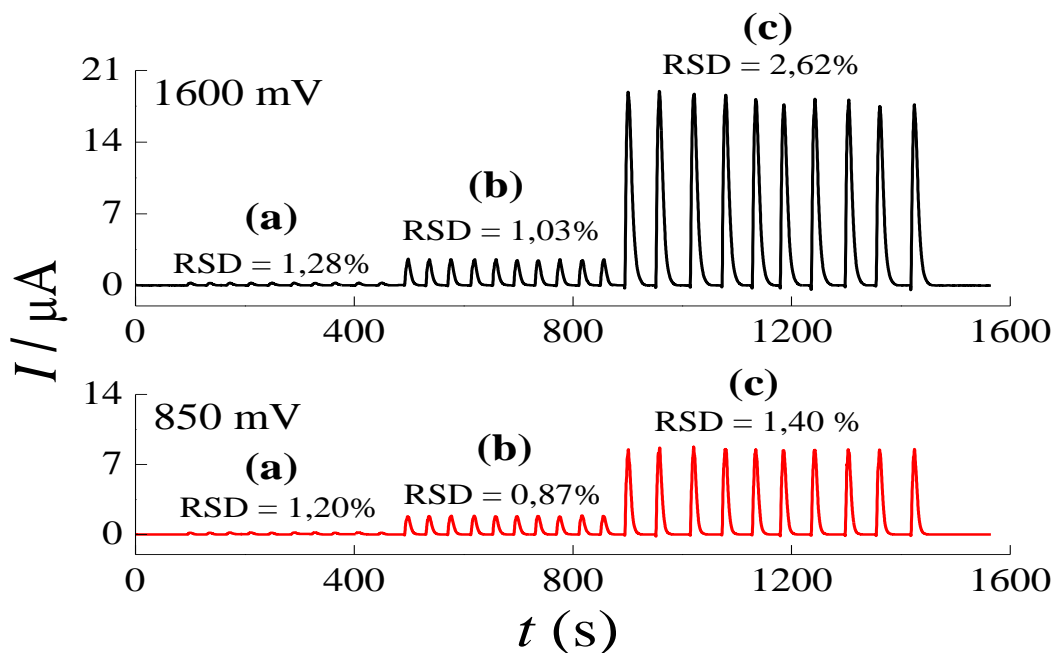 (c)
RSD = 2,62%
21
1600 mV
14
(b)
(a)
7
RSD = 1,03%
RSD = 1,28%
0
0 400 800 1200 1600
I / μA
14
(c)
850 mV
RSD = 1,40 %
(b)
7
(a)
RSD = 0,87%
RSD = 1,20%
0
0 400 800 1200 1600
t (s)